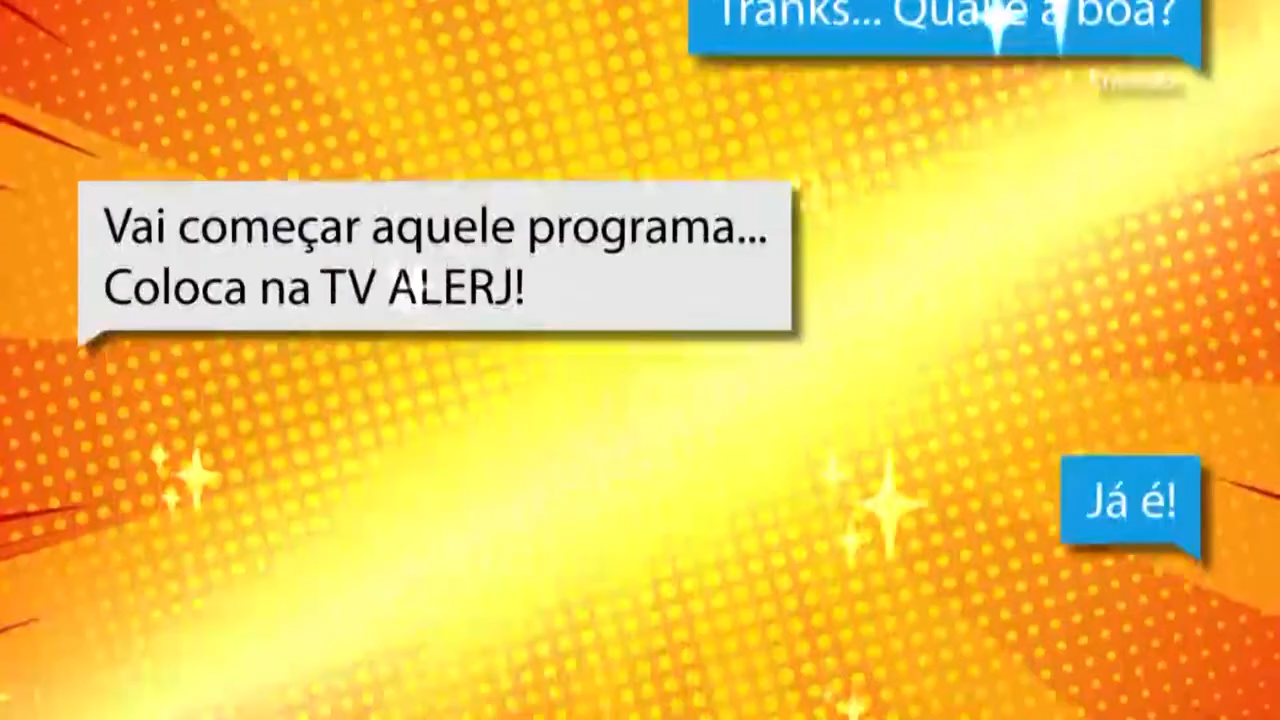 Tranks... Qual é a boa?
Vai começar aquele programa...
Coloca na TV ALERJ!
Já é!